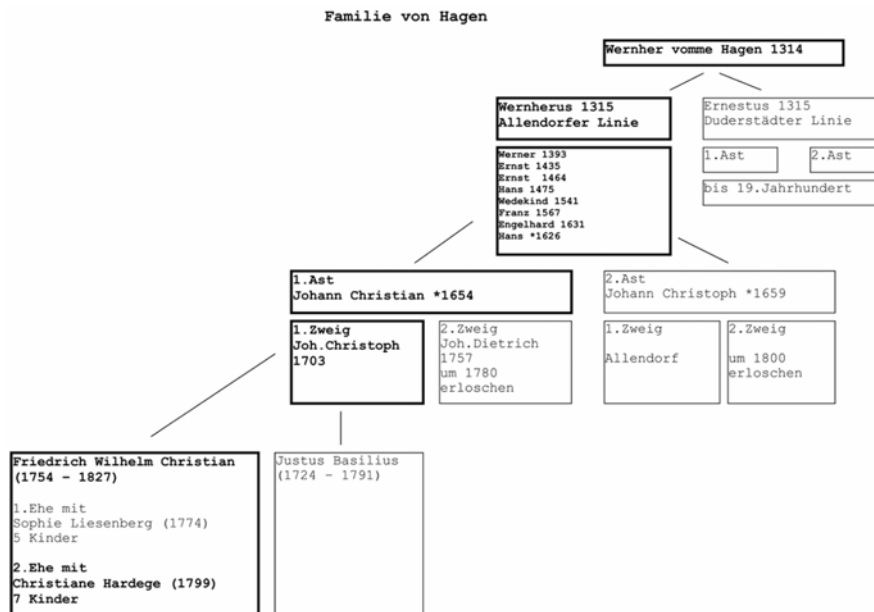 Familie von Hagen
Wernher vomme Hagen 1314
Wernherus 1315
Allendorfer Linie
Ernestus 1315
Duderstädter Linie
Werner 1393
Ernst 1435
Ernst 1464
Hans 1475
Wedekind 1541
Franz 1567
Engelhard 1631
Hans *1626
1.Ast
2.Ast
bis 19.Jahrhundert
1.Ast
Johann Christian *1654
2.Ast
Johann Christoph *1659
1.Zweig
Joh.Christoph
1703
2.Zweig
Joh.Dietrich
1757
um 1780
erloschen
1.Zweig
Allendorf
2.Zweig
um 1800
erloschen
Friedrich Wilhelm Christian
(1754 - 1827)
1.Ehe mit
Sophie Liesenberg (1774)
5 Kinder
2.Ehe mit
Christiane Hardege (1799)
7 Kinder
Justus Basilius
(1724 - 1791)